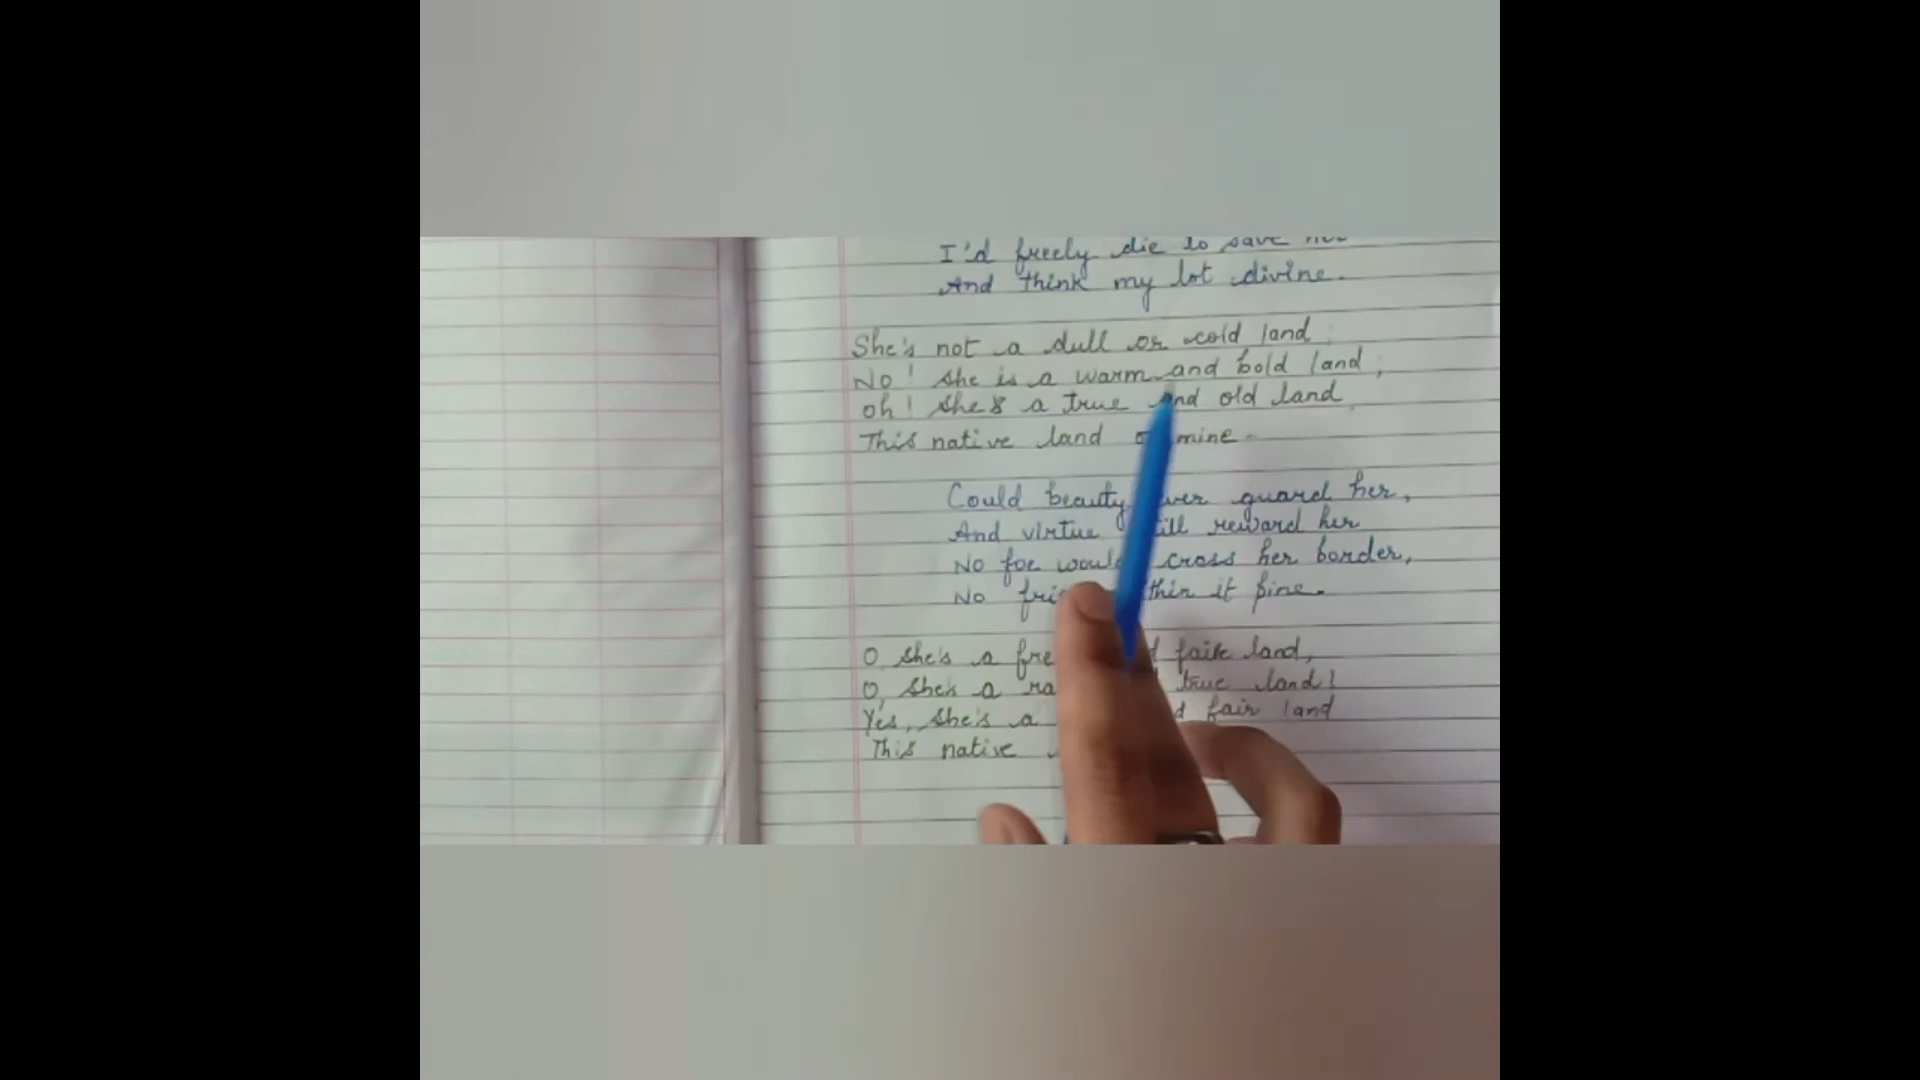 I'd freely die to save her
And think my lot divine.
She's not a dull or cold land;
No! She is a warm and bold land;
Oh! She's a true and old land,
This native land mine.
Could beauty guard her,
And virtue reward her
No foe cross her border,
No it pine.
O, She's a fair land,
O, She's a true land!
Yes, She's a fair land
This native